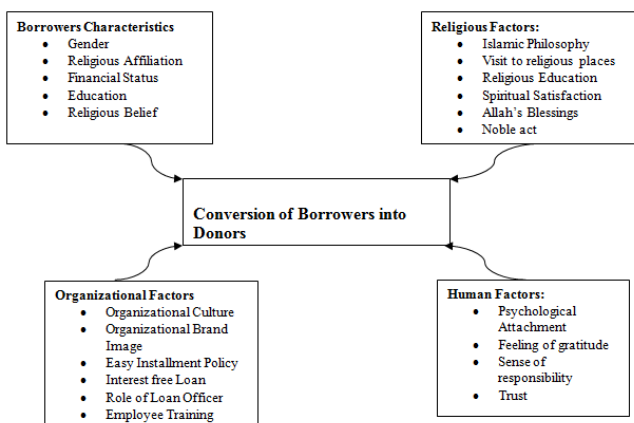 Borrowers Characteristics
• Gender
• Religious Affiliation
• Financial Status
• Education
• Religious Belief
Religious Factors:
• Islamic Philosophy
• Visit to religious places
• Religious Education
• Spiritual Satisfaction
• Allah's Blessings
• Noble act
Conversion of Borrowers into
Donors
Organizational Factors
• Organizational Culture
• Organizational Brand
Image
• Easy Installment Policy
• Interest free Loan
• Role of Loan Officer
• Employee Training
Human Factors:
• Psychological
Attachment
• Feeling of gratitude
• Sense of
responsibility
• Trust